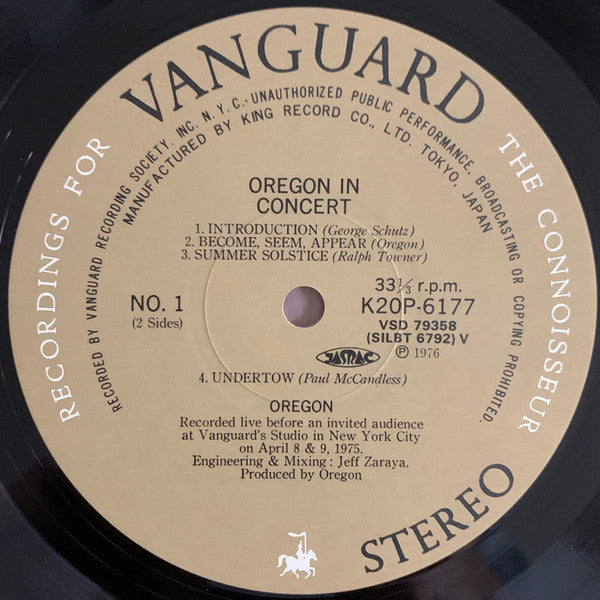 VANGUARD
RECORDINGS FOR THE CONNOISSEUR
RECORDED BY VANGUARD RECORDING SOCIETY, INC. N.Y.C.·UNAUTHORIZED PUBLIC PERFORMANCE, BROADCASTING OR COPYING PROHIBITED.
MANUFACTURED BY KING RECORD CO., LTD. TOKYO, JAPAN
OREGON IN
CONCERT
1. INTRODUCTION (George Schutz)
2. BECOME, SEEM, APPEAR (Oregon)
3. SUMMER SOLSTICE (Ralph Towner)
NO. 1
(2 Sides)
33⅓ r.p.m.
K20P-6177
VSD 79358
(SILBT 6792) V
JASRAC ℗ 1976
4. UNDERTOW (Paul McCandless)
OREGON
Recorded live before an invited audience
at Vanguard's Studio in New York City
on April 8 & 9, 1975.
Engineering & Mixing : Jeff Zaraya.
Produced by Oregon
STEREO